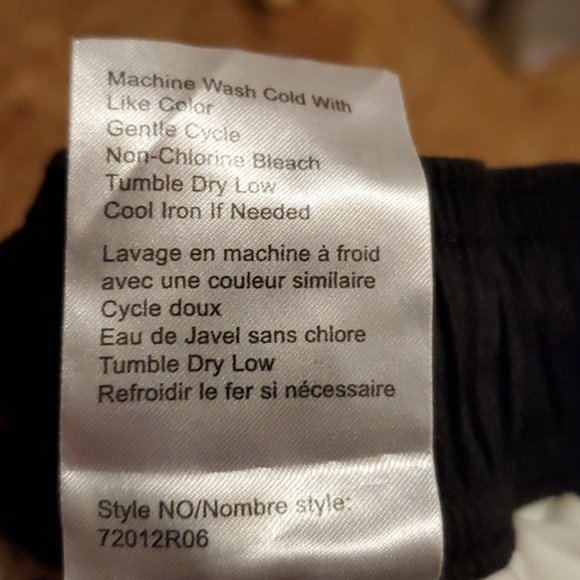 Machine Wash Cold With
Like Color
Gentle Cycle
Non-Chlorine Bleach
Tumble Dry Low
Cool Iron If Needed
Lavage en machine à froid
avec une couleur similaire
Cycle doux
Eau de Javel sans chlore
Tumble Dry Low
Refroidir le fer si nécessaire
Style NO/Nombre style:
72012R06